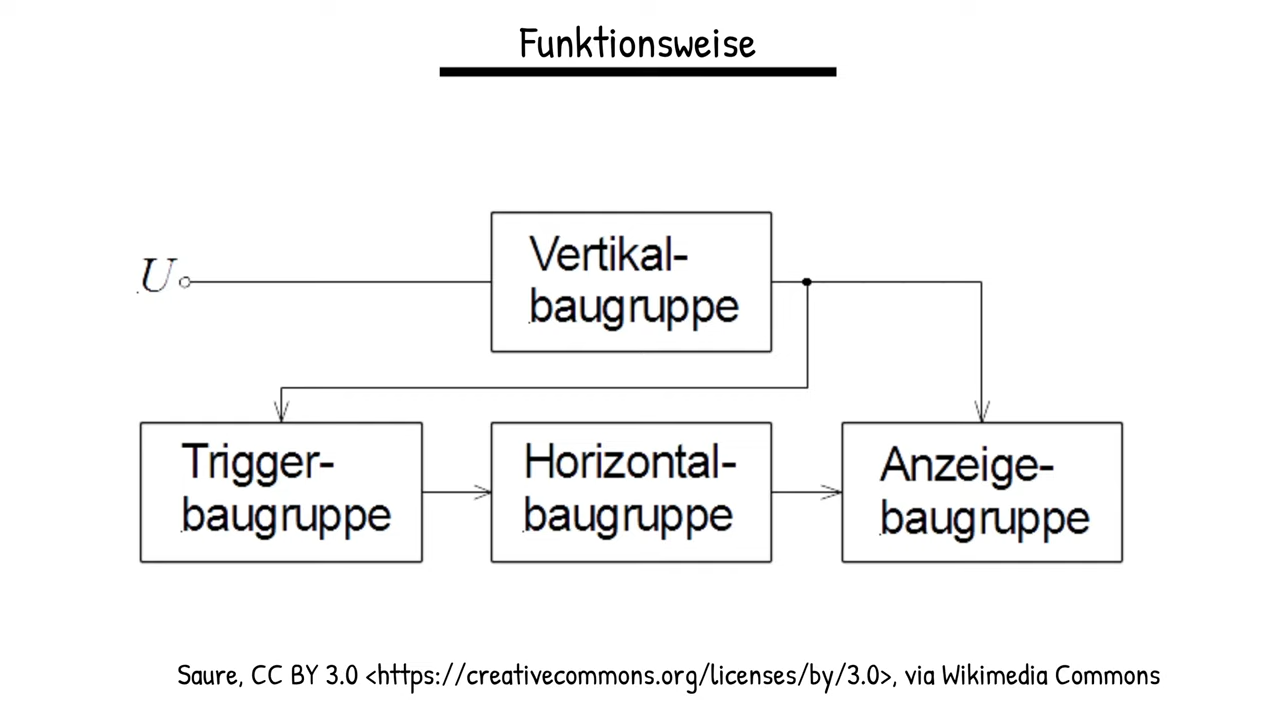 Funktionsweise
U
Vertikal-
baugruppe
Trigger-
baugruppe
Horizontal-
baugruppe
Anzeige-
baugruppe
Saure, CC BY 3.0 <https://creativecommons.org/licenses/by/3.0>, via Wikimedia Commons